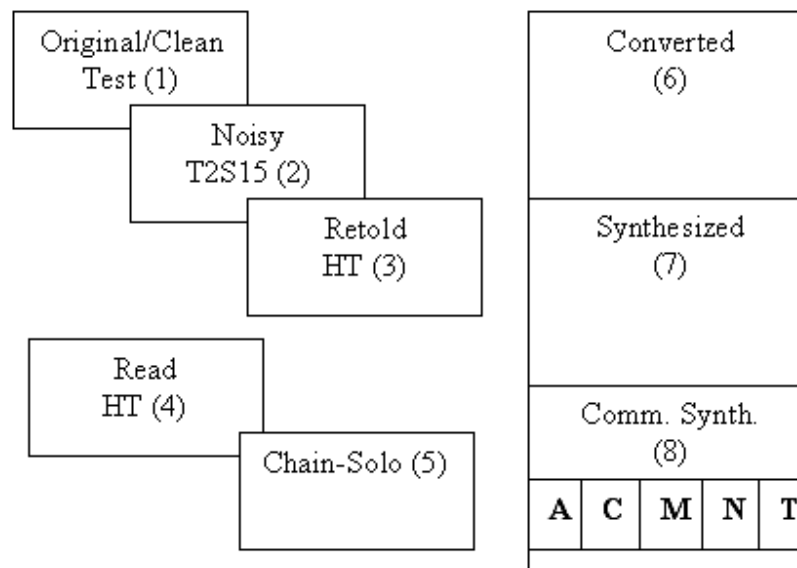 Original/Clean
Test (1)
Noisy
T2S15 (2)
Retold
HT (3)
Read
HT (4)
Chain-Solo (5)
Converted
(6)
Synthesized
(7)
Comm. Synth.
(8)
A C M N T